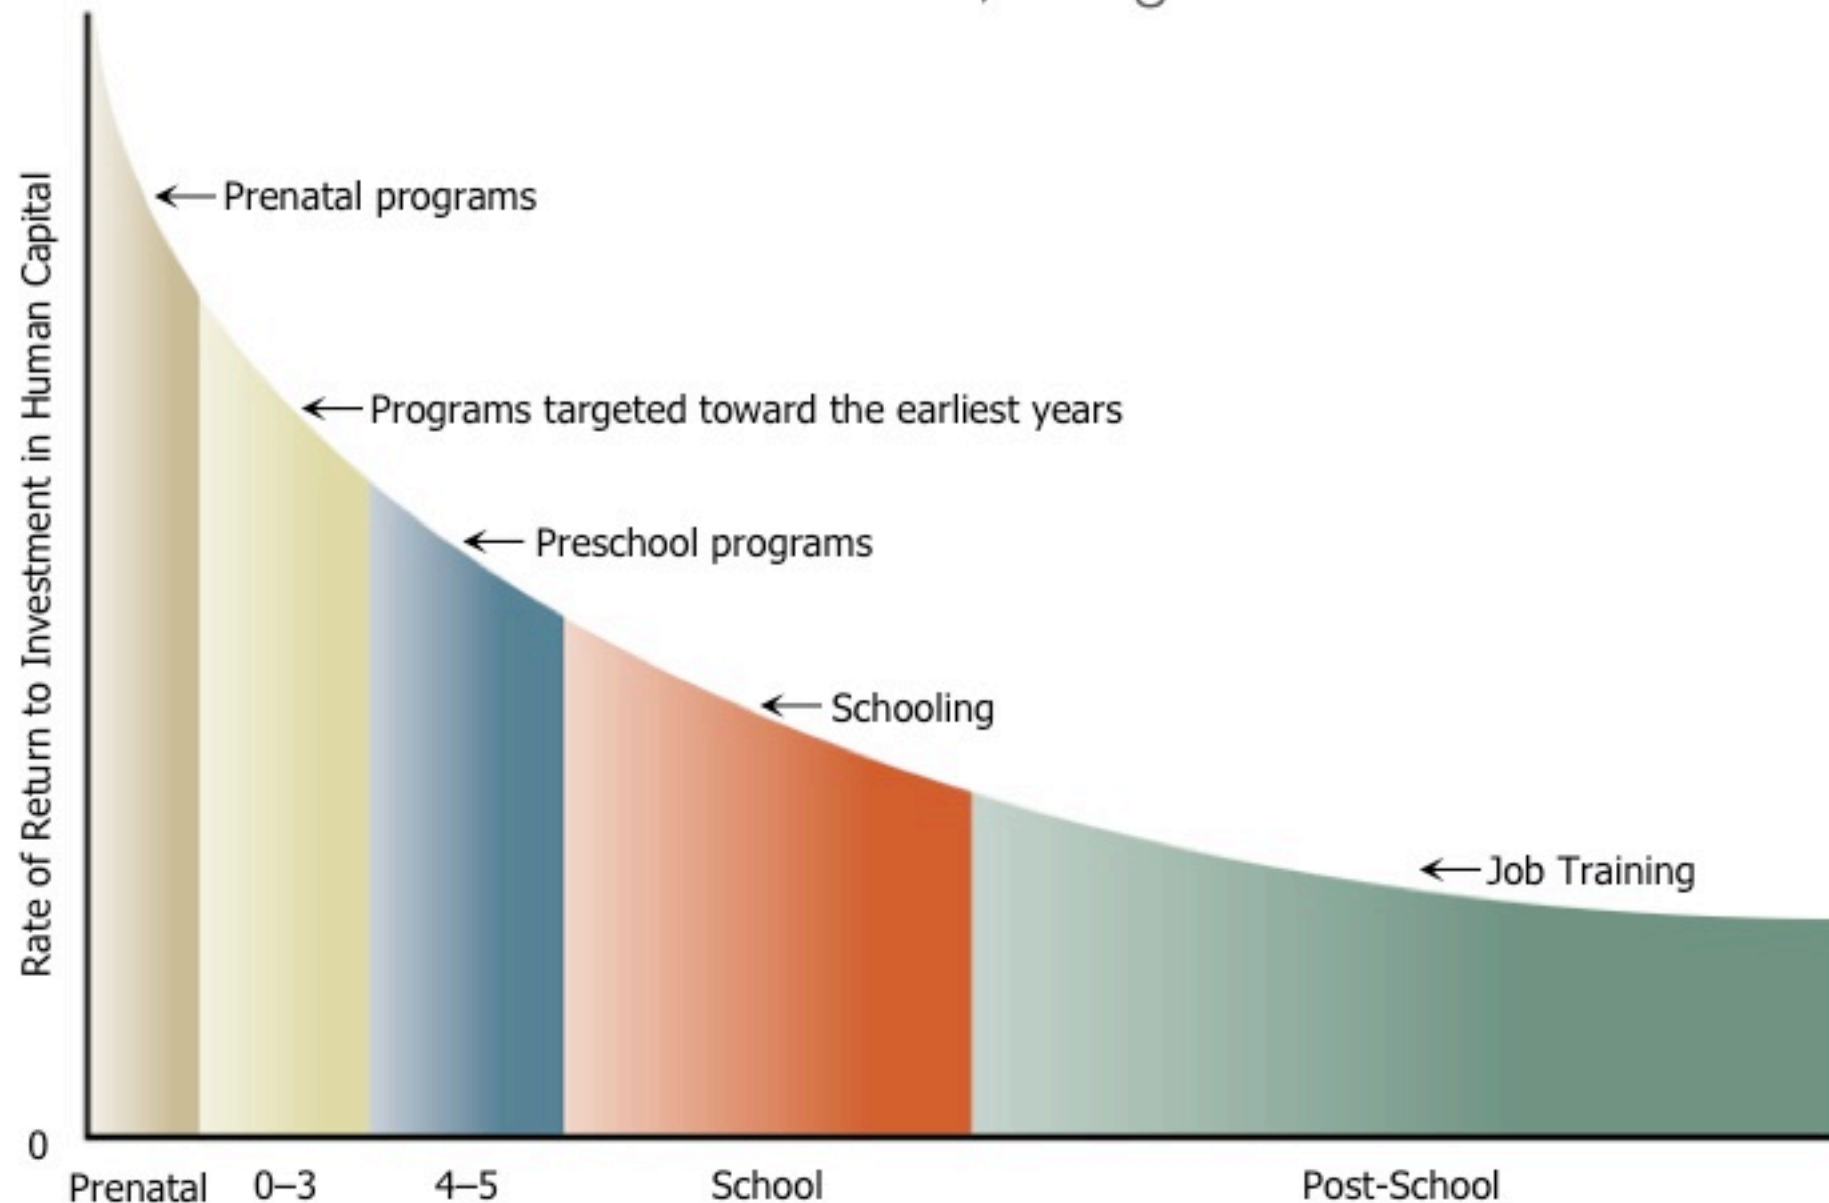 Rate of Return to Investment in Human Capital
Prenatal programs
Programs targeted toward the earliest years
Preschool programs
Schooling
Job Training
0
Prenatal
0–3
4–5
School
Post-School